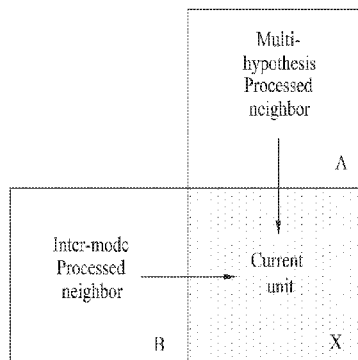 Multi-
hypothesis
Processed
neighbor
A
Inter-mode
Processed
neighbor
B
Current
unit
X